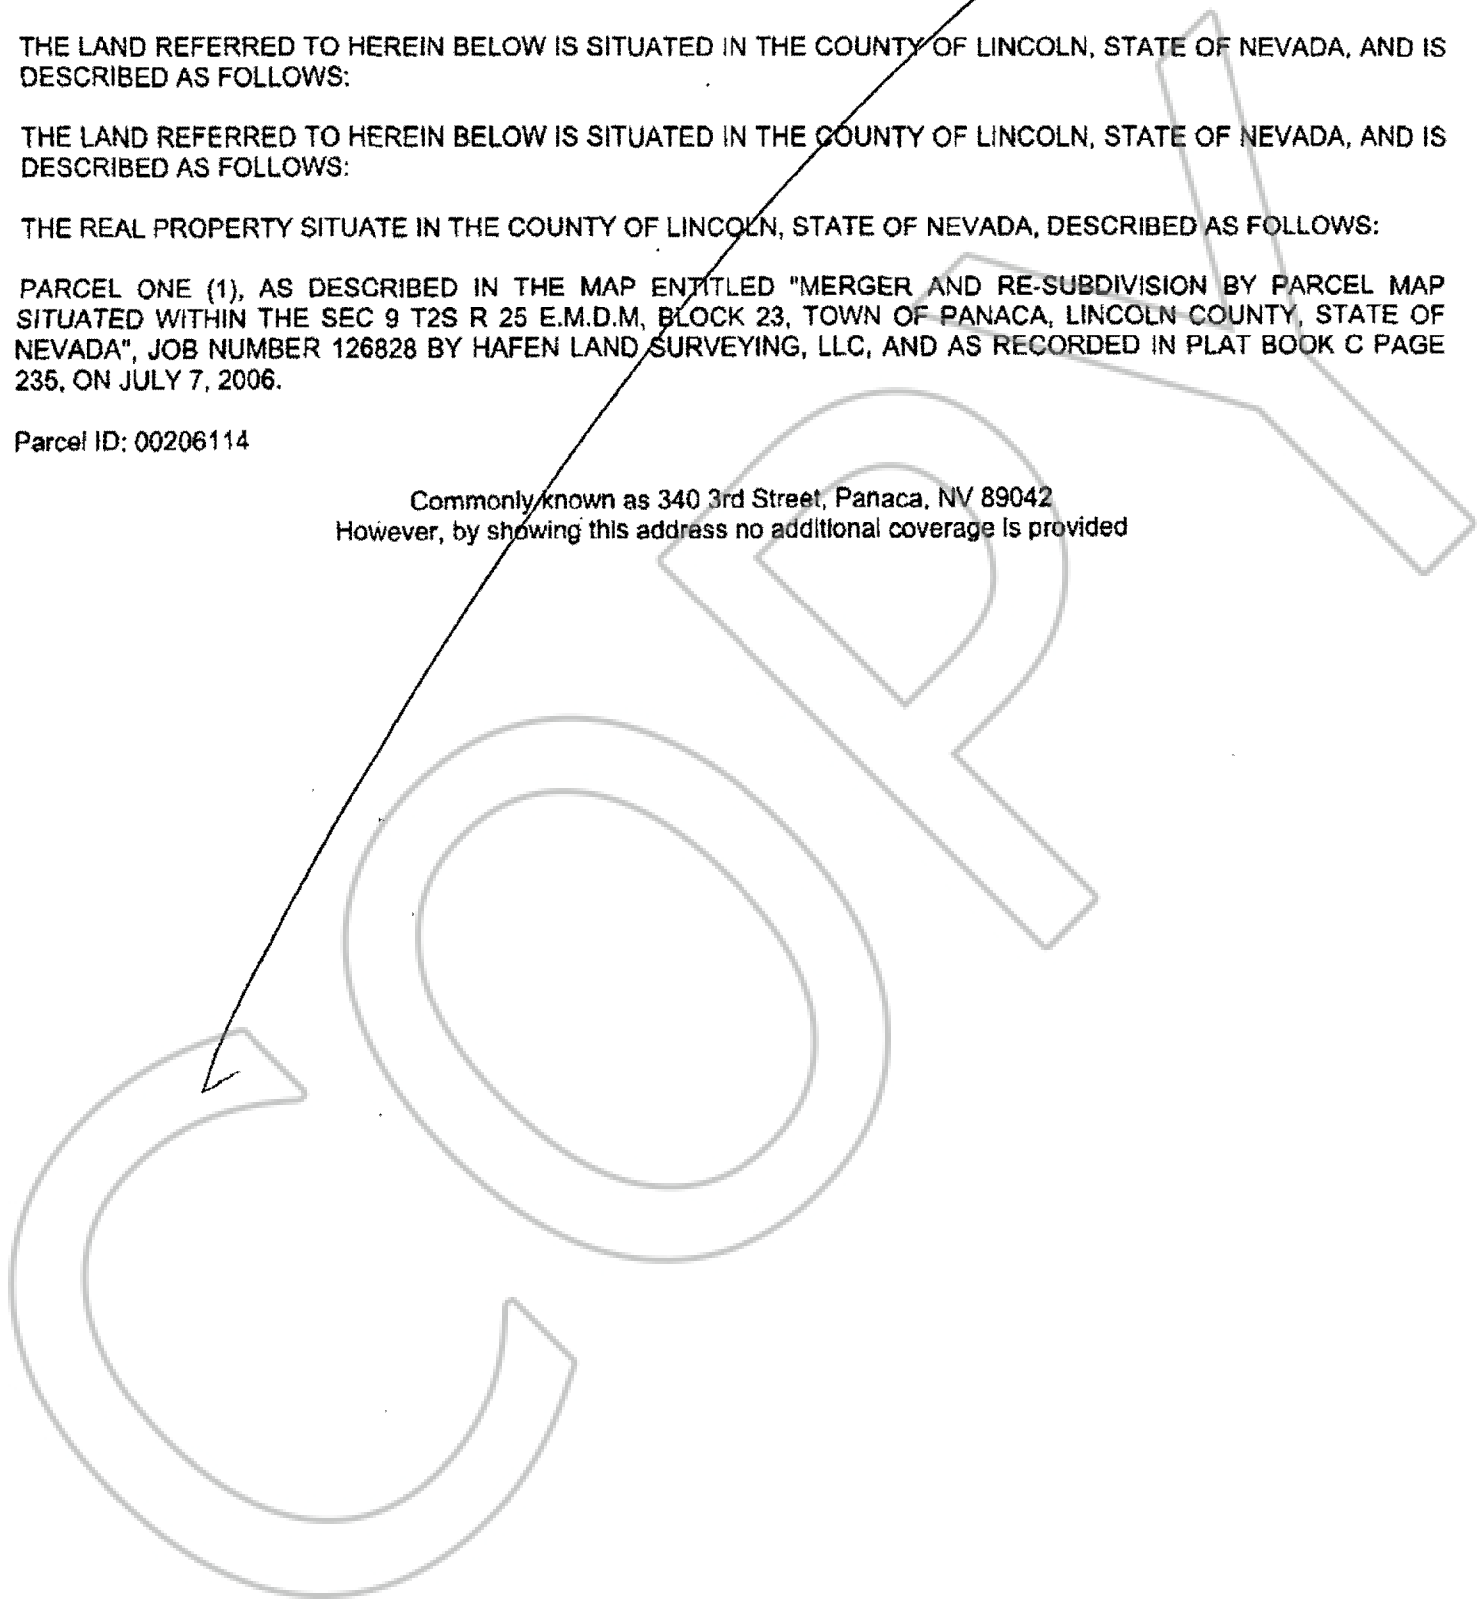 THE LAND REFERRED TO HEREIN BELOW IS SITUATED IN THE COUNTY OF LINCOLN, STATE OF NEVADA, AND IS
DESCRIBED AS FOLLOWS:
THE LAND REFERRED TO HEREIN BELOW IS SITUATED IN THE COUNTY OF LINCOLN, STATE OF NEVADA, AND IS
DESCRIBED AS FOLLOWS:
THE REAL PROPERTY SITUATE IN THE COUNTY OF LINCOLN, STATE OF NEVADA, DESCRIBED AS FOLLOWS:
PARCEL ONE (1), AS DESCRIBED IN THE MAP ENTITLED "MERGER AND RE-SUBDIVISION BY PARCEL MAP
SITUATED WITHIN THE SEC 9 T2S R 25 E.M.D.M, BLOCK 23, TOWN OF PANACA, LINCOLN COUNTY, STATE OF
NEVADA", JOB NUMBER 126828 BY HAFEN LAND SURVEYING, LLC, AND AS RECORDED IN PLAT BOOK C PAGE
235, ON JULY 7, 2006.
Parcel ID: 00206114
Commonly known as 340 3rd Street, Panaca, NV 89042
However, by showing this address no additional coverage is provided
COPY